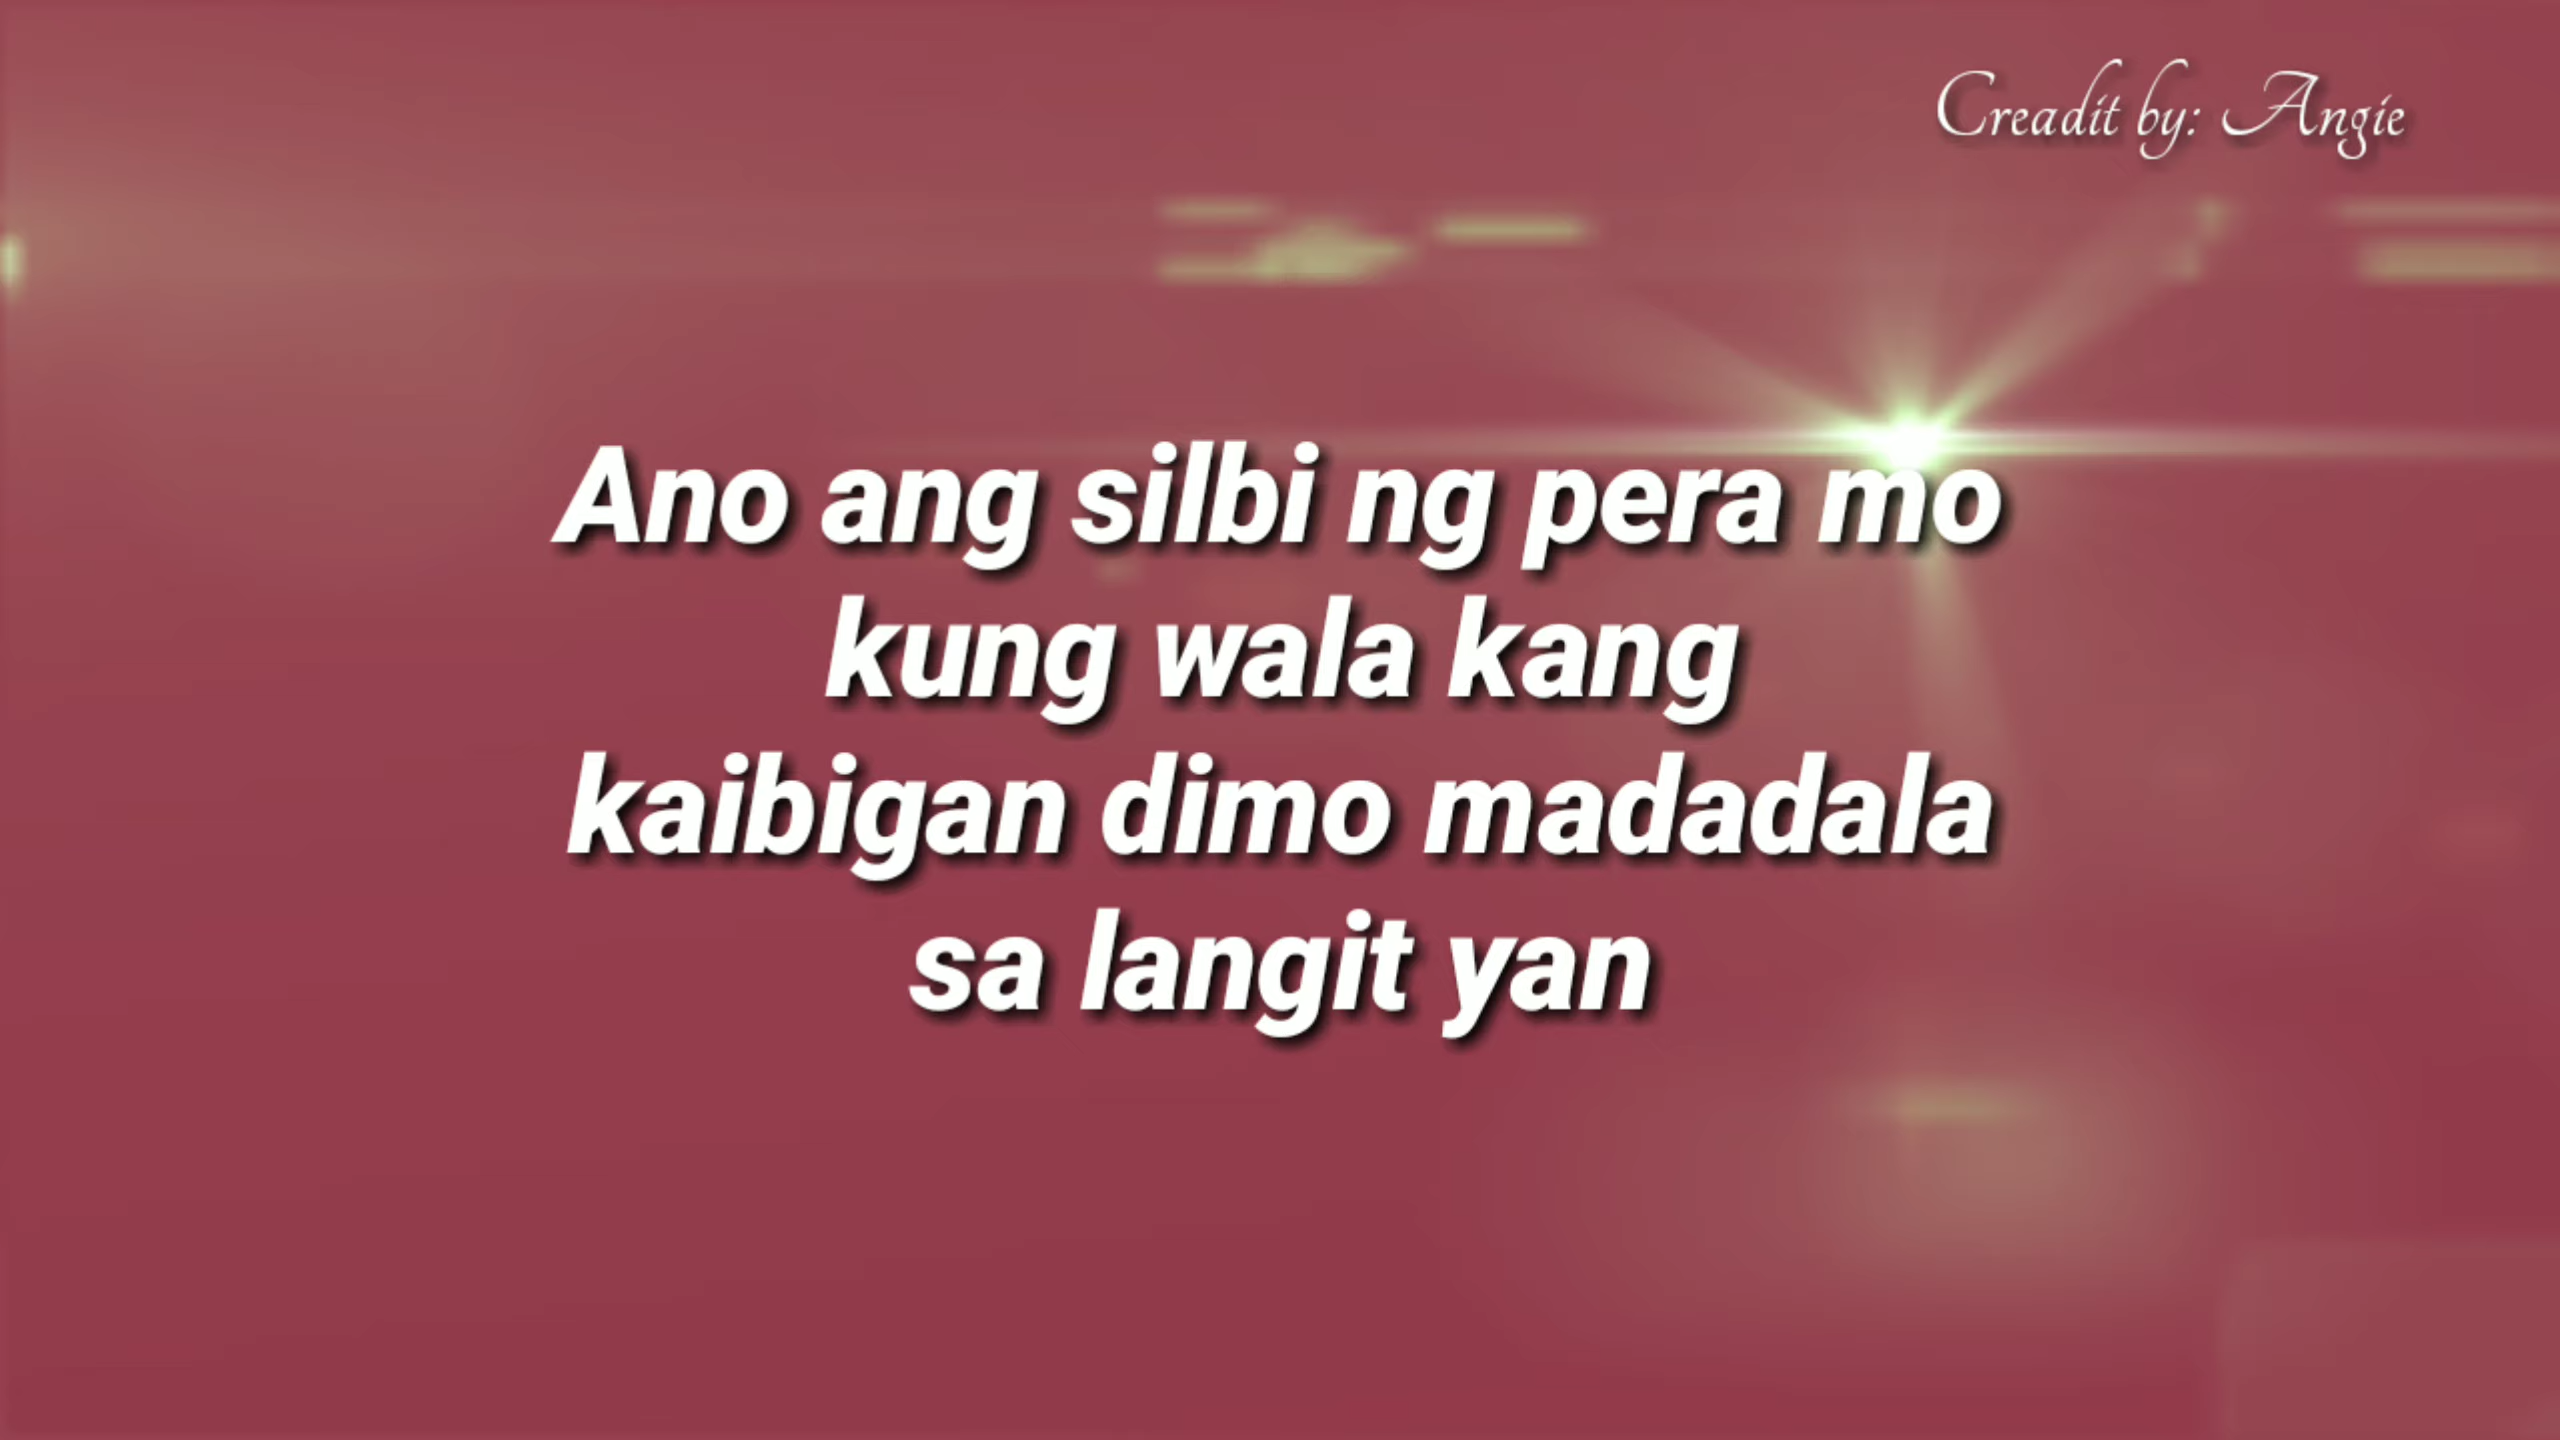 Creadit by: Angie
Ano ang silbi ng pera mo
kung wala kang
kaibigan dimo madadala
sa langit yan